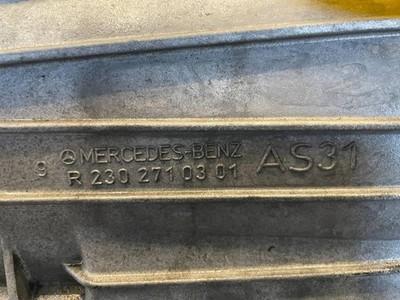 9 MERCEDES-BENZ AS31
R 230 271 03 01